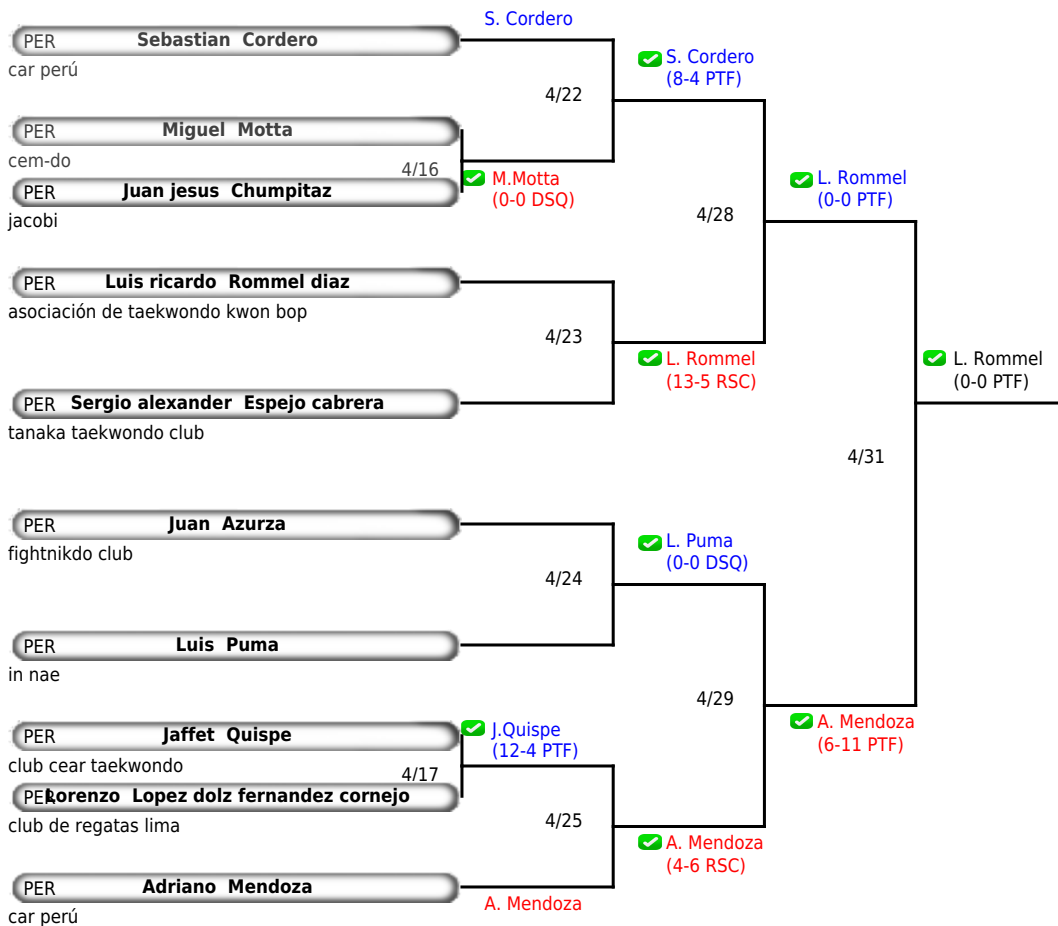 S. Cordero
PER Sebastian Cordero
car perú
S. Cordero
(8-4 PTF)
4/22
PER Miguel Motta
cem-do
4/16
M.Motta
(0-0 DSQ)
PER Juan jesus Chumpitaz
jacobi
L. Rommel
(0-0 PTF)
4/28
PER Luis ricardo Rommel diaz
asociación de taekwondo kwon bop
4/23
L. Rommel
(13-5 RSC)
L. Rommel
(0-0 PTF)
PER Sergio alexander Espejo cabrera
tanaka taekwondo club
4/31
PER Juan Azurza
fightnikdo club
L. Puma
(0-0 DSQ)
4/24
PER Luis Puma
in nae
4/29
A. Mendoza
(6-11 PTF)
PER Jaffet Quispe
club cear taekwondo
J.Quispe
(12-4 PTF)
4/17
PER Lorenzo Lopez dolz fernandez cornejo
club de regatas lima
4/25
A. Mendoza
(4-6 RSC)
PER Adriano Mendoza
car perú
A. Mendoza